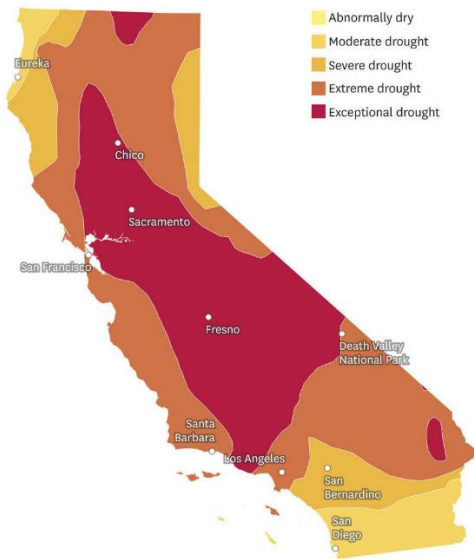 Abnormally dry
Moderate drought
Severe drought
Extreme drought
Exceptional drought
Eureka
Chico
Sacramento
San Francisco
Fresno
Death Valley
National Park
Santa
Barbara
Los Angeles
San
Bernardino
San
Diego